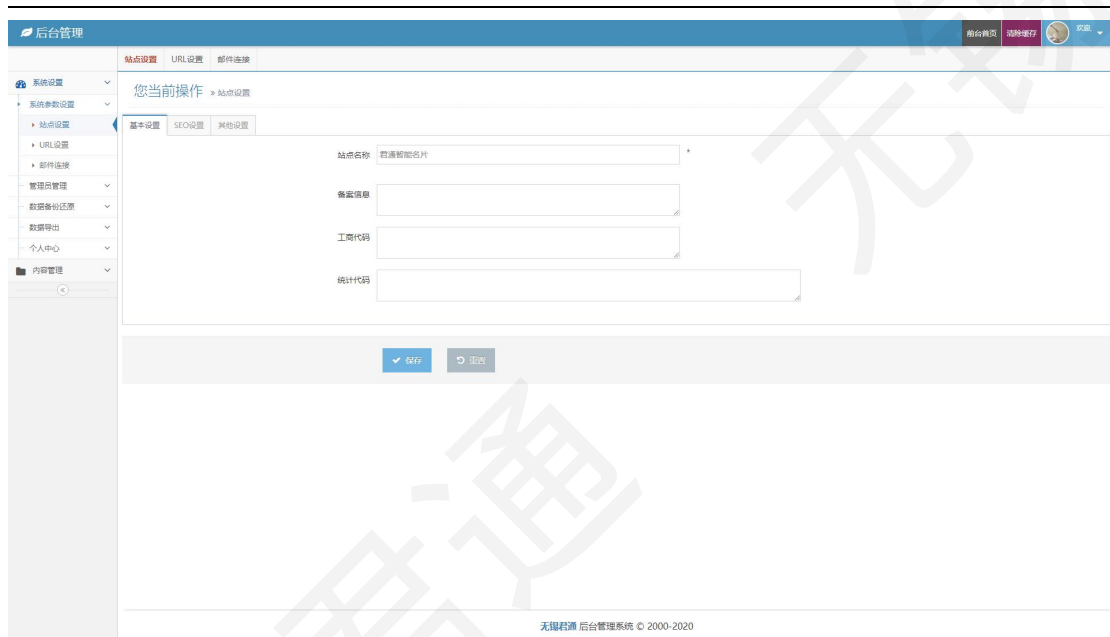 后台管理
前台首页 清除缓存 欢迎,
站点设置 URL设置 邮件连接
系统设置
系统参数设置
站点设置
URL设置
邮件连接
管理员管理
数据备份还原
数据导出
个人中心
内容管理
您当前操作 » 站点设置
基本设置 SEO设置 其他设置
站点名称 君通智能名片 *
备案信息
工商代码
统计代码
保存 重置
无锡君通 后台管理系统 © 2000-2020
无锡
君通